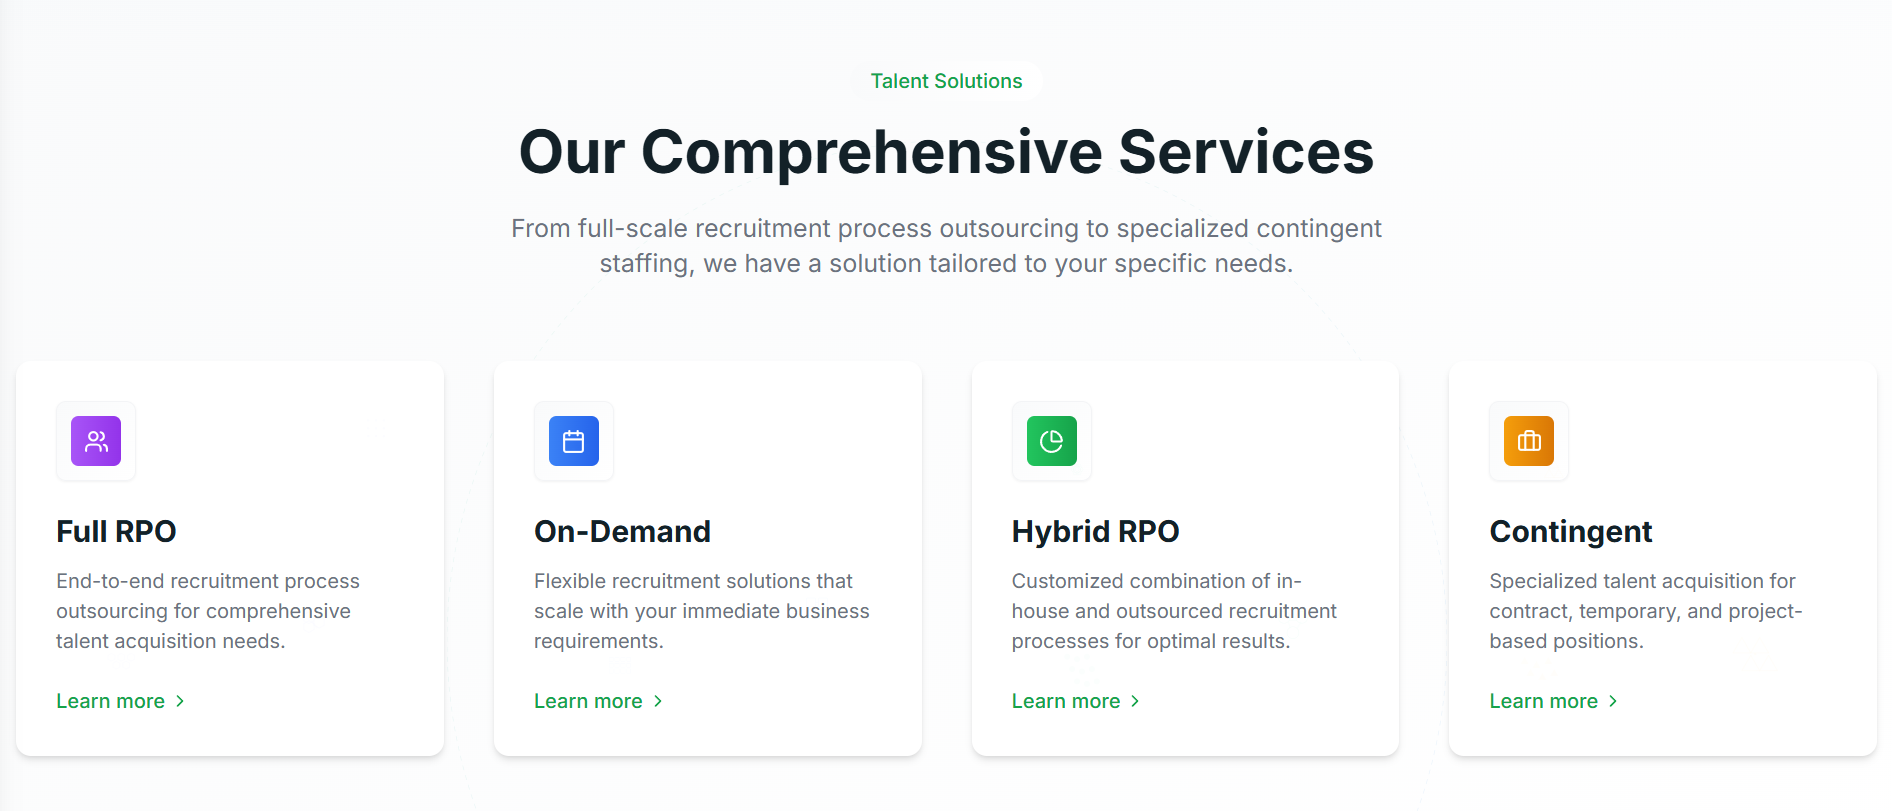 Talent Solutions
Our Comprehensive Services
From full-scale recruitment process outsourcing to specialized contingent
staffing, we have a solution tailored to your specific needs.
Full RPO
End-to-end recruitment process
outsourcing for comprehensive
talent acquisition needs.
Learn more
On-Demand
Flexible recruitment solutions that
scale with your immediate business
requirements.
Learn more
Hybrid RPO
Customized combination of in-
house and outsourced recruitment
processes for optimal results.
Learn more
Contingent
Specialized talent acquisition for
contract, temporary, and project-
based positions.
Learn more